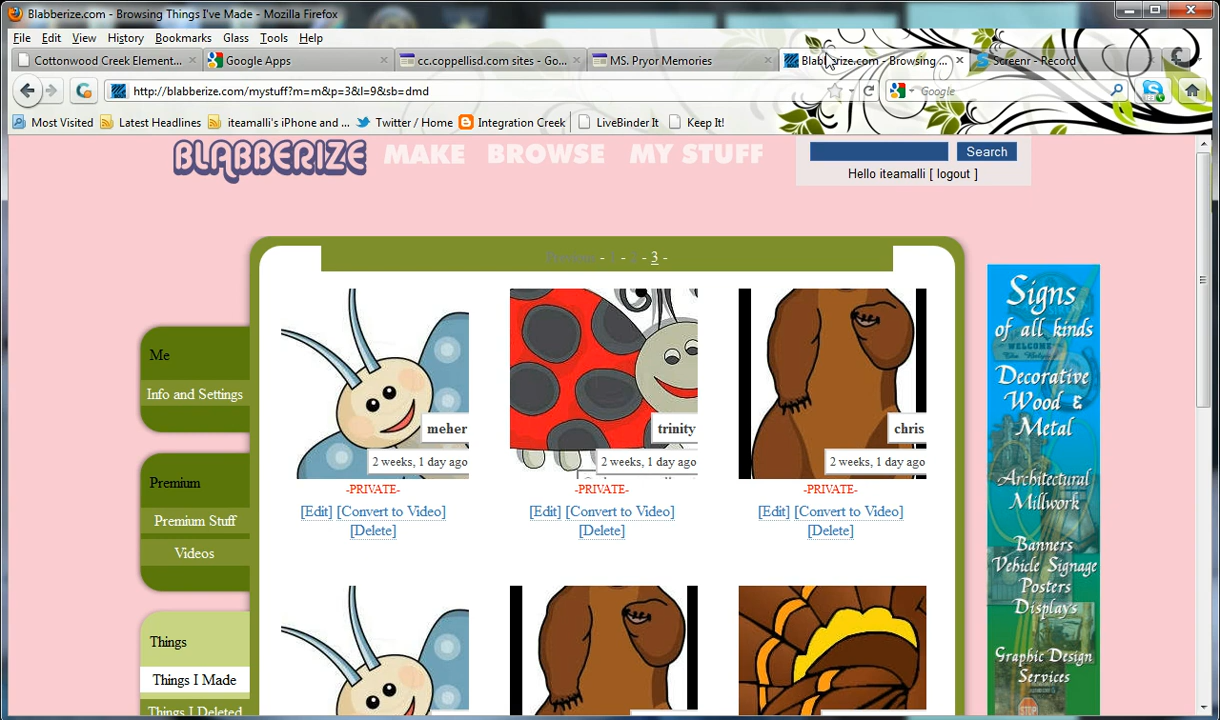 Blabberize.com - Browsing Things I've Made - Mozilla Firefox
File Edit View History Bookmarks Glass Tools Help
Cottonwood Creek Element... Google Apps cc.coppellisd.com sites - Go... MS. Pryor Memories Blabberize.com - Browsing ... Screenr - Record
http://blabberize.com/mystuff?m=m&p=3&l=9&sb=dmd Google
Most Visited Latest Headlines iteamalli's iPhone and ... Twitter / Home Integration Creek LiveBinder It Keep It!
BLABBERIZE MAKE BROWSE MY STUFF
Search
Hello iteamalli [ logout ]
Previous - 1 - 2 - 3 -
Me
Info and Settings
Premium
Premium Stuff
Videos
Things
Things I Made
Things I Deleted
meher
2 weeks, 1 day ago
-PRIVATE-
[Edit] [Convert to Video]
[Delete]
trinity
2 weeks, 1 day ago
-PRIVATE-
[Edit] [Convert to Video]
[Delete]
chris
2 weeks, 1 day ago
-PRIVATE-
[Edit] [Convert to Video]
[Delete]
Signs
of all kinds
WELCOME
Decorative
Wood &
Metal
Architectural
Millwork
Banners
Vehicle Signage
Posters
Displays
Graphic Design
Services
STOP